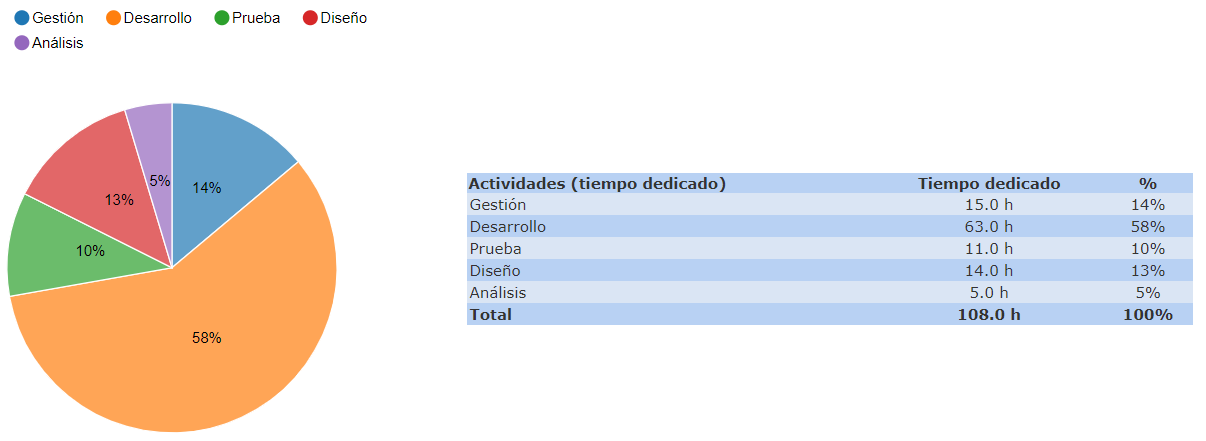 Gestión Desarrollo Prueba Diseño
Análisis
5%
14%
13%
10%
58%
Actividades (tiempo dedicado) Tiempo dedicado %
Gestión 15.0 h 14%
Desarrollo 63.0 h 58%
Prueba 11.0 h 10%
Diseño 14.0 h 13%
Análisis 5.0 h 5%
Total 108.0 h 100%